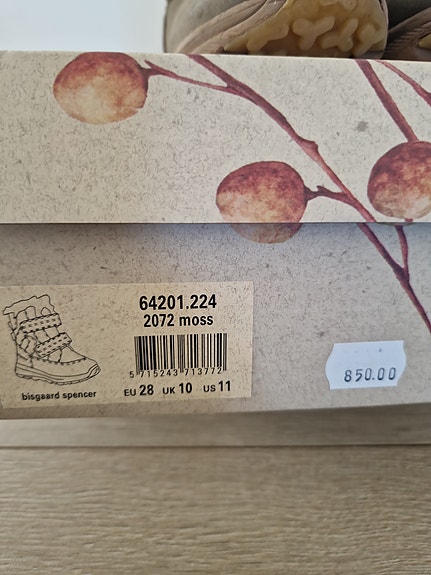 64201.224
2072 moss
5 715243 713772
EU 28 UK 10 US 11
bisgaard spencer
850.00